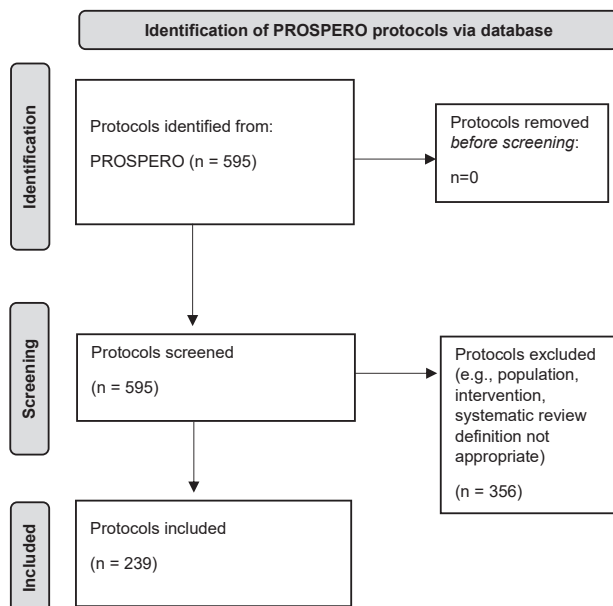 Identification of PROSPERO protocols via database
Identification
Protocols identified from:
PROSPERO (n = 595)
Protocols removed
before screening:
n=0
Screening
Protocols screened
(n = 595)
Protocols excluded
(e.g., population,
intervention,
systematic review
definition not
appropriate)
(n = 356)
Included
Protocols included
(n = 239)